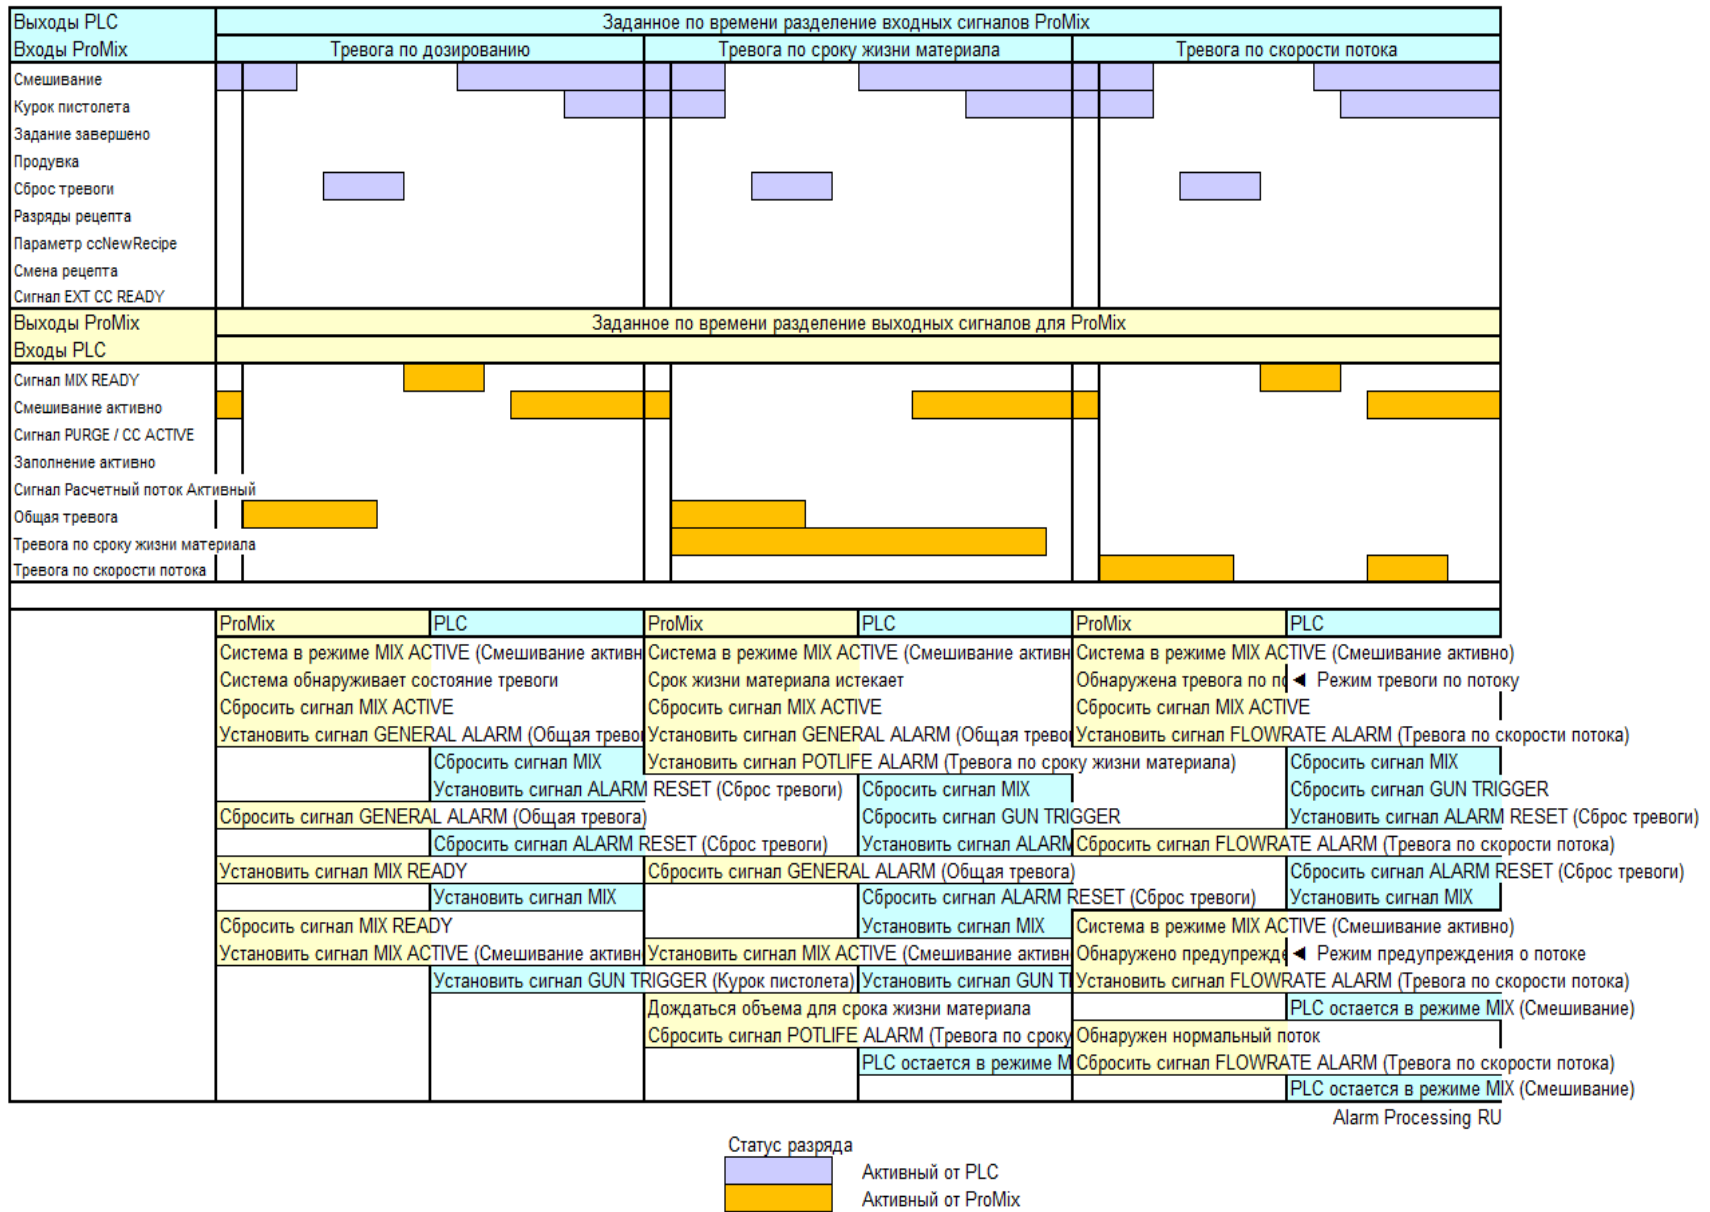 Выходы PLC
Заданное по времени разделение входных сигналов ProMix
Входы ProMix
Тревога по дозированию
Тревога по сроку жизни материала
Тревога по скорости потока
Смешивание
Курок пистолета
Задание завершено
Продувка
Сброс тревоги
Разряды рецепта
Параметр ccNewRecipe
Смена рецепта
Сигнал EXT CC READY
Выходы ProMix
Заданное по времени разделение выходных сигналов для ProMix
Входы PLC
Сигнал MIX READY
Смешивание активно
Сигнал PURGE / CC ACTIVE
Заполнение активно
Сигнал Расчетный поток Активный
Общая тревога
Тревога по сроку жизни материала
Тревога по скорости потока
ProMix PLC ProMix PLC ProMix PLC
Система в режиме MIX ACTIVE (Смешивание активн Система в режиме MIX ACTIVE (Смешивание активн Система в режиме MIX ACTIVE (Смешивание активно)
Система обнаруживает состояние тревоги Срок жизни материала истекает Обнаружена тревога по по ◄ Режим тревоги по потоку
Сбросить сигнал MIX ACTIVE Сбросить сигнал MIX ACTIVE Сбросить сигнал MIX ACTIVE
Установить сигнал GENERAL ALARM (Общая тревог Установить сигнал GENERAL ALARM (Общая тревог Установить сигнал FLOWRATE ALARM (Тревога по скорости потока)
Сбросить сигнал MIX Установить сигнал POTLIFE ALARM (Тревога по сроку жизни материала) Сбросить сигнал MIX
Установить сигнал ALARM RESET (Сброс тревоги) Сбросить сигнал MIX Сбросить сигнал GUN TRIGGER
Сбросить сигнал GENERAL ALARM (Общая тревога) Сбросить сигнал GUN TRIGGER Установить сигнал ALARM RESET (Сброс тревоги)
Сбросить сигнал ALARM RESET (Сброс тревоги) Установить сигнал ALARM Сбросить сигнал FLOWRATE ALARM (Тревога по скорости потока)
Установить сигнал MIX READY Сбросить сигнал GENERAL ALARM (Общая тревога) Сбросить сигнал ALARM RESET (Сброс тревоги)
Установить сигнал MIX Сбросить сигнал ALARM RESET (Сброс тревоги) Установить сигнал MIX
Сбросить сигнал MIX READY Установить сигнал MIX Система в режиме MIX ACTIVE (Смешивание активно)
Установить сигнал MIX ACTIVE (Смешивание активн Установить сигнал MIX ACTIVE (Смешивание активн Обнаружено предупрежде ◄ Режим предупреждения о потоке
Установить сигнал GUN TRIGGER (Курок пистолета) Установить сигнал GUN T Установить сигнал FLOWRATE ALARM (Тревога по скорости потока)
Дождаться объема для срока жизни материала PLC остается в режиме MIX (Смешивание)
Сбросить сигнал POTLIFE ALARM (Тревога по сроку Обнаружен нормальный поток
PLC остается в режиме M Сбросить сигнал FLOWRATE ALARM (Тревога по скорости потока)
PLC остается в режиме MIX (Смешивание)
Alarm Processing RU
Статус разряда
Активный от PLC
Активный от ProMix